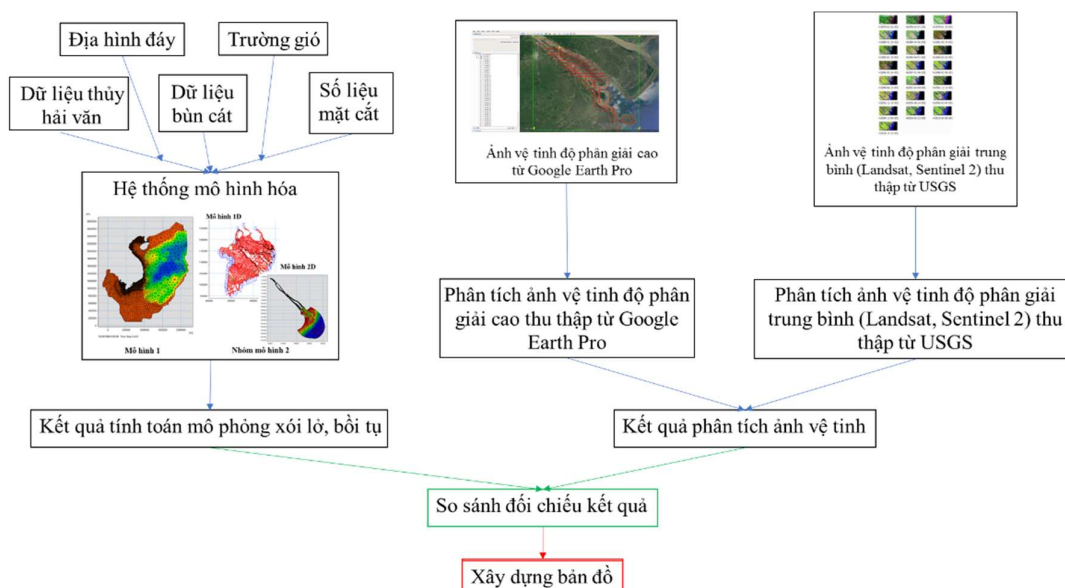 Địa hình đáy
Trường gió
Dữ liệu thủy
hải văn
Dữ liệu
bùn cát
Số liệu
mặt cắt
Hệ thống mô hình hóa
Mô hình 1D
Mô hình 2D
Mô hình 1
Nhóm mô hình 2
Kết quả tính toán mô phỏng xói lở, bồi tụ
Ảnh vệ tinh độ phân giải cao
từ Google Earth Pro
Ảnh vệ tinh độ phân giải trung
bình (Landsat, Sentinel 2) thu
thập từ USGS
Phân tích ảnh vệ tinh độ phân
giải cao thu thập từ Google
Earth Pro
Phân tích ảnh vệ tinh độ phân giải
trung bình (Landsat, Sentinel 2) thu
thập từ USGS
Kết quả phân tích ảnh vệ tinh
So sánh đối chiếu kết quả
Xây dựng bản đồ